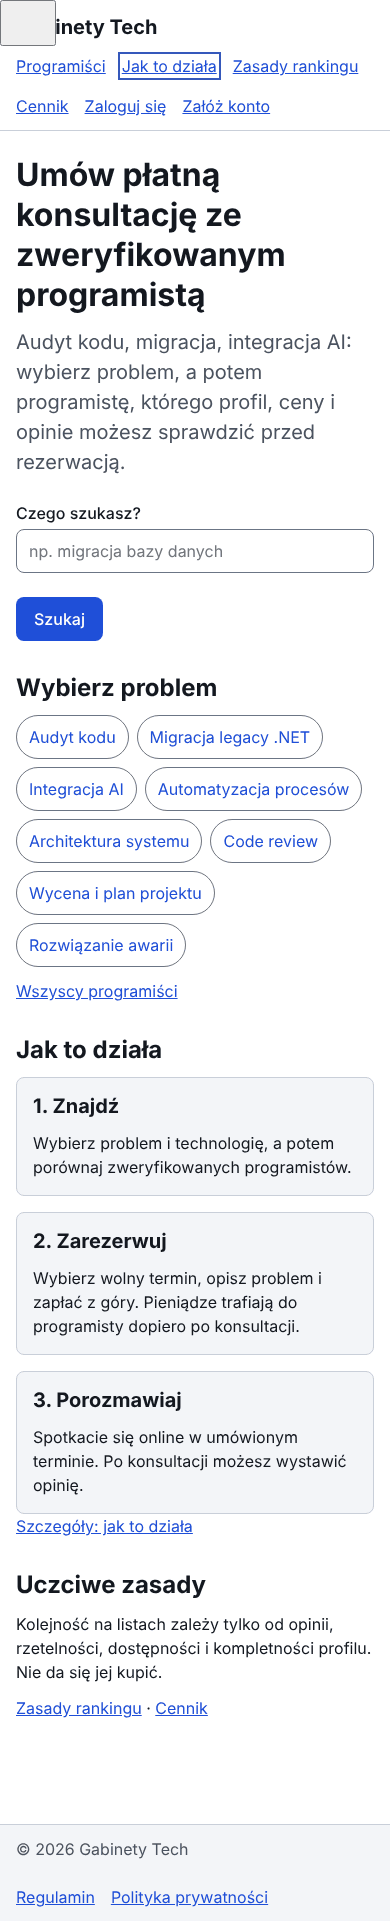 inety Tech
Programiści Jak to działa Zasady rankingu
Cennik Zaloguj się Załóż konto
Umów płatną
konsultację ze
zweryfikowanym
programistą
Audyt kodu, migracja, integracja AI:
wybierz problem, a potem
programistę, którego profil, ceny i
opinie możesz sprawdzić przed
rezerwacją.
Czego szukasz?
np. migracja bazy danych
Szukaj
Wybierz problem
Audyt kodu Migracja legacy .NET
Integracja AI Automatyzacja procesów
Architektura systemu Code review
Wycena i plan projektu
Rozwiązanie awarii
Wszyscy programiści
Jak to działa
1. Znajdź
Wybierz problem i technologię, a potem
porównaj zweryfikowanych programistów.
2. Zarezerwuj
Wybierz wolny termin, opisz problem i
zapłać z góry. Pieniądze trafiają do
programisty dopiero po konsultacji.
3. Porozmawiaj
Spotkacie się online w umówionym
terminie. Po konsultacji możesz wystawić
opinię.
Szczegóły: jak to działa
Uczciwe zasady
Kolejność na listach zależy tylko od opinii,
rzetelności, dostępności i kompletności profilu.
Nie da się jej kupić.
Zasady rankingu · Cennik
© 2026 Gabinety Tech
Regulamin Polityka prywatności